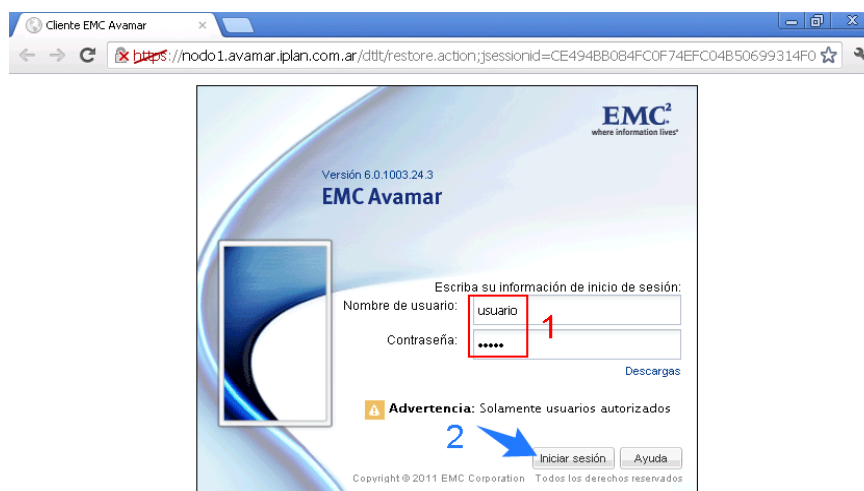 Cliente EMC Avamar
https://nodo1.avamar.iplan.com.ar/dtlt/restore.action;jsessionid=CE494BB084FC0F74EFC04B50699314F0
EMC²
where information lives®
Versión 6.0.1003.24.3
EMC Avamar
Escriba su información de inicio de sesión:
Nombre de usuario: usuario
1
Contraseña: •••••
Descargas
Advertencia: Solamente usuarios autorizados
2
Iniciar sesión Ayuda
Copyright © 2011 EMC Corporation Todos los derechos reservados